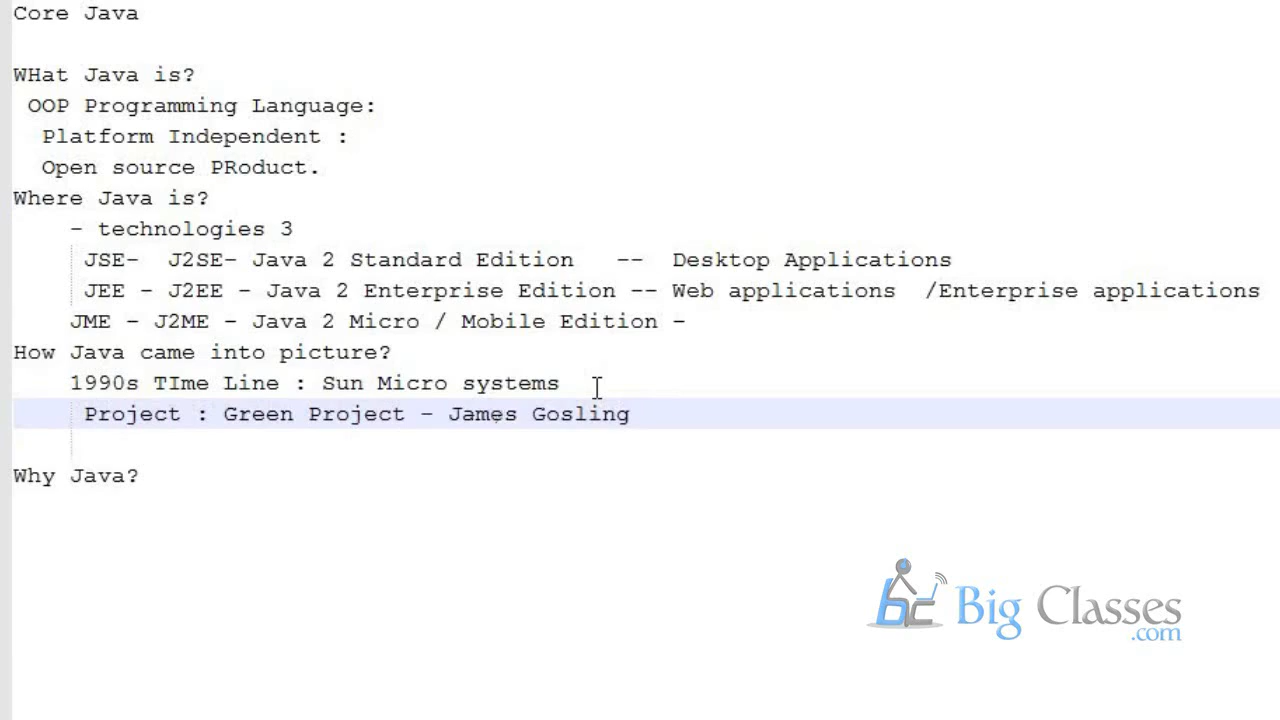 Core Java
WHat Java is?
OOP Programming Language:
Platform Independent :
Open source PRoduct.
Where Java is?
- technologies 3
JSE- J2SE- Java 2 Standard Edition -- Desktop Applications
JEE - J2EE - Java 2 Enterprise Edition -- Web applications /Enterprise applications
JME - J2ME - Java 2 Micro / Mobile Edition -
How Java came into picture?
1990s TIme Line : Sun Micro systems
Project : Green Project - James Gosling
Why Java?
bc Big Classes
.com